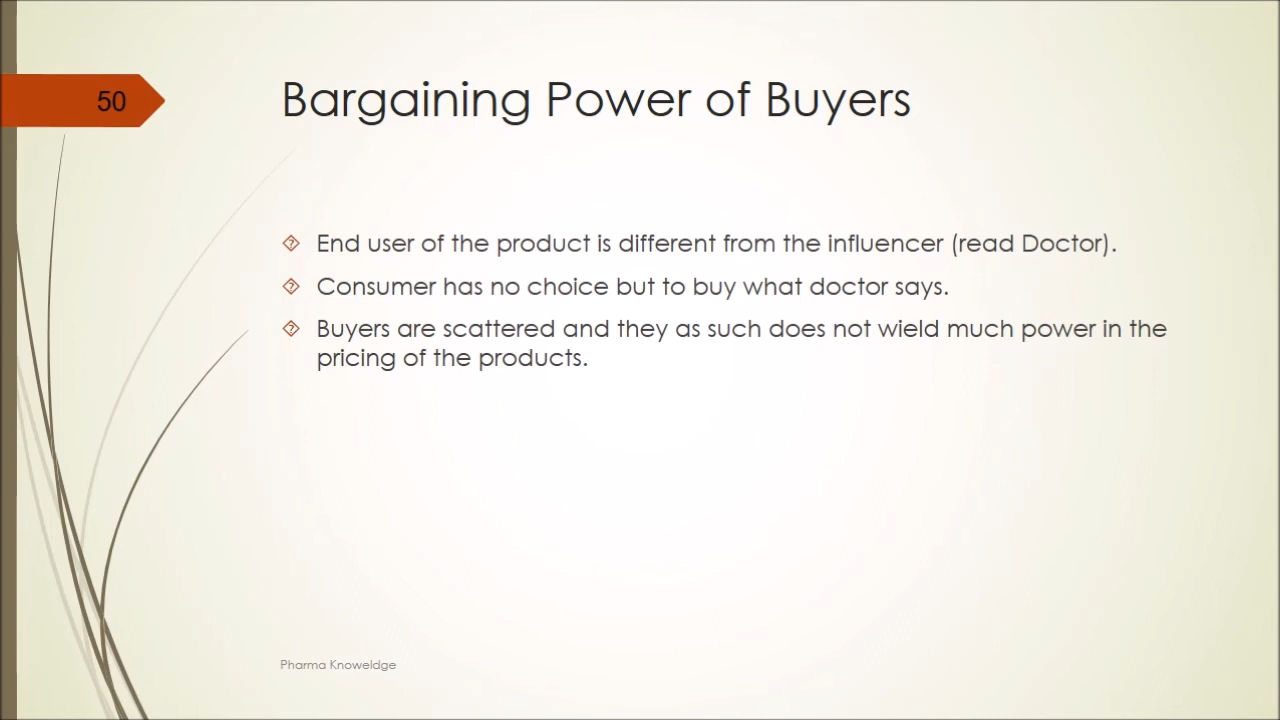 50
Bargaining Power of Buyers
End user of the product is different from the influencer (read Doctor).
Consumer has no choice but to buy what doctor says.
Buyers are scattered and they as such does not wield much power in the
pricing of the products.
Pharma Knoweldge